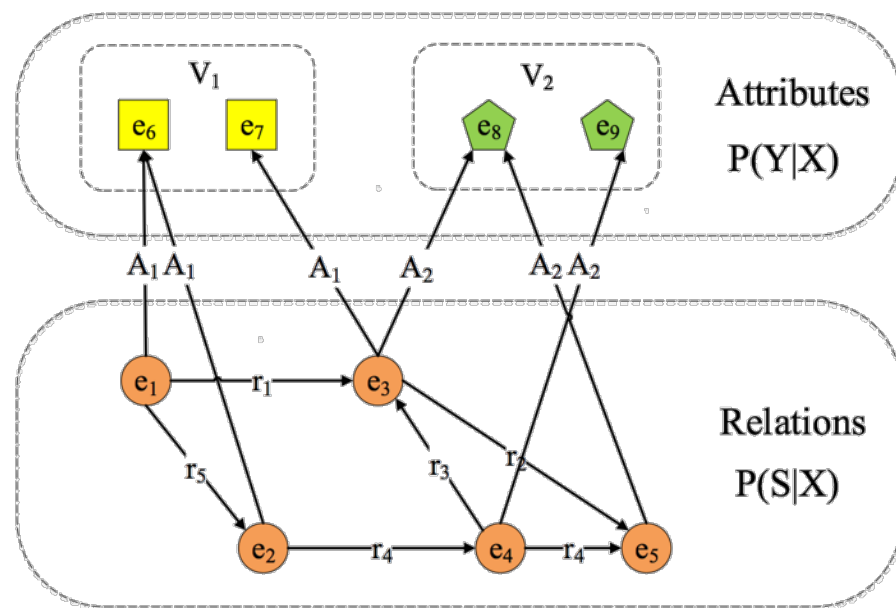 V₁
V₂
e₆
e₇
e₈
e₉
Attributes
P(Y|X)
A₁
A₁
A₁
A₂
A₂
A₂
e₁
r₁
e₃
Relations
P(S|X)
r₅
r₃
r₂
e₂
r₄
e₄
r₄
e₅